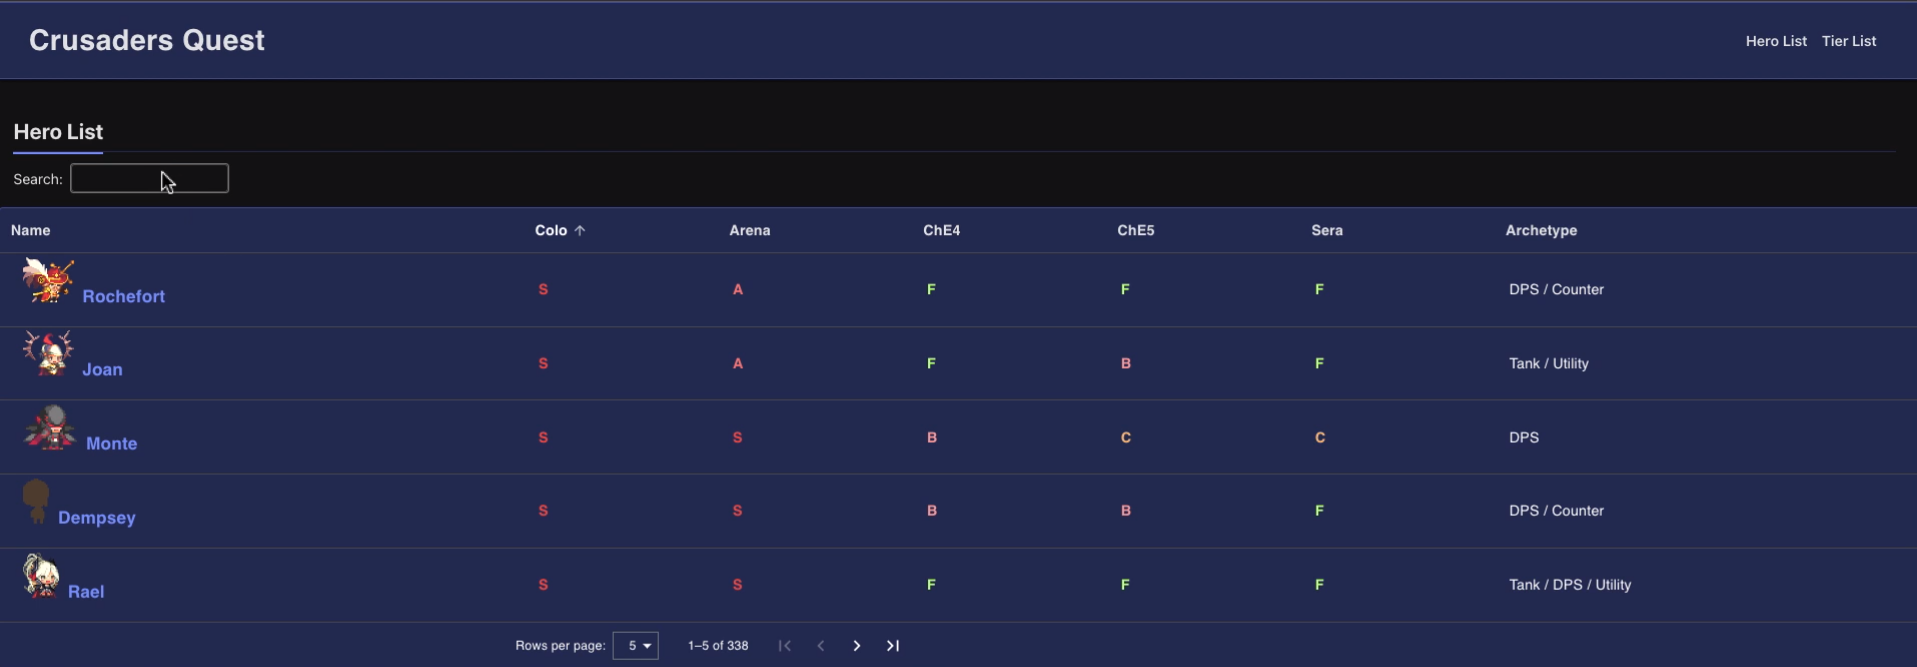 Crusaders Quest
Hero List Tier List
Hero List
Search:
Name Colo Arena ChE4 ChE5 Sera Archetype
Rochefort S A F F F DPS / Counter
Joan S A F B F Tank / Utility
Monte S S B C C DPS
Dempsey S S B B F DPS / Counter
Rael S S F F F Tank / DPS / Utility
Rows per page: 5 1–5 of 338